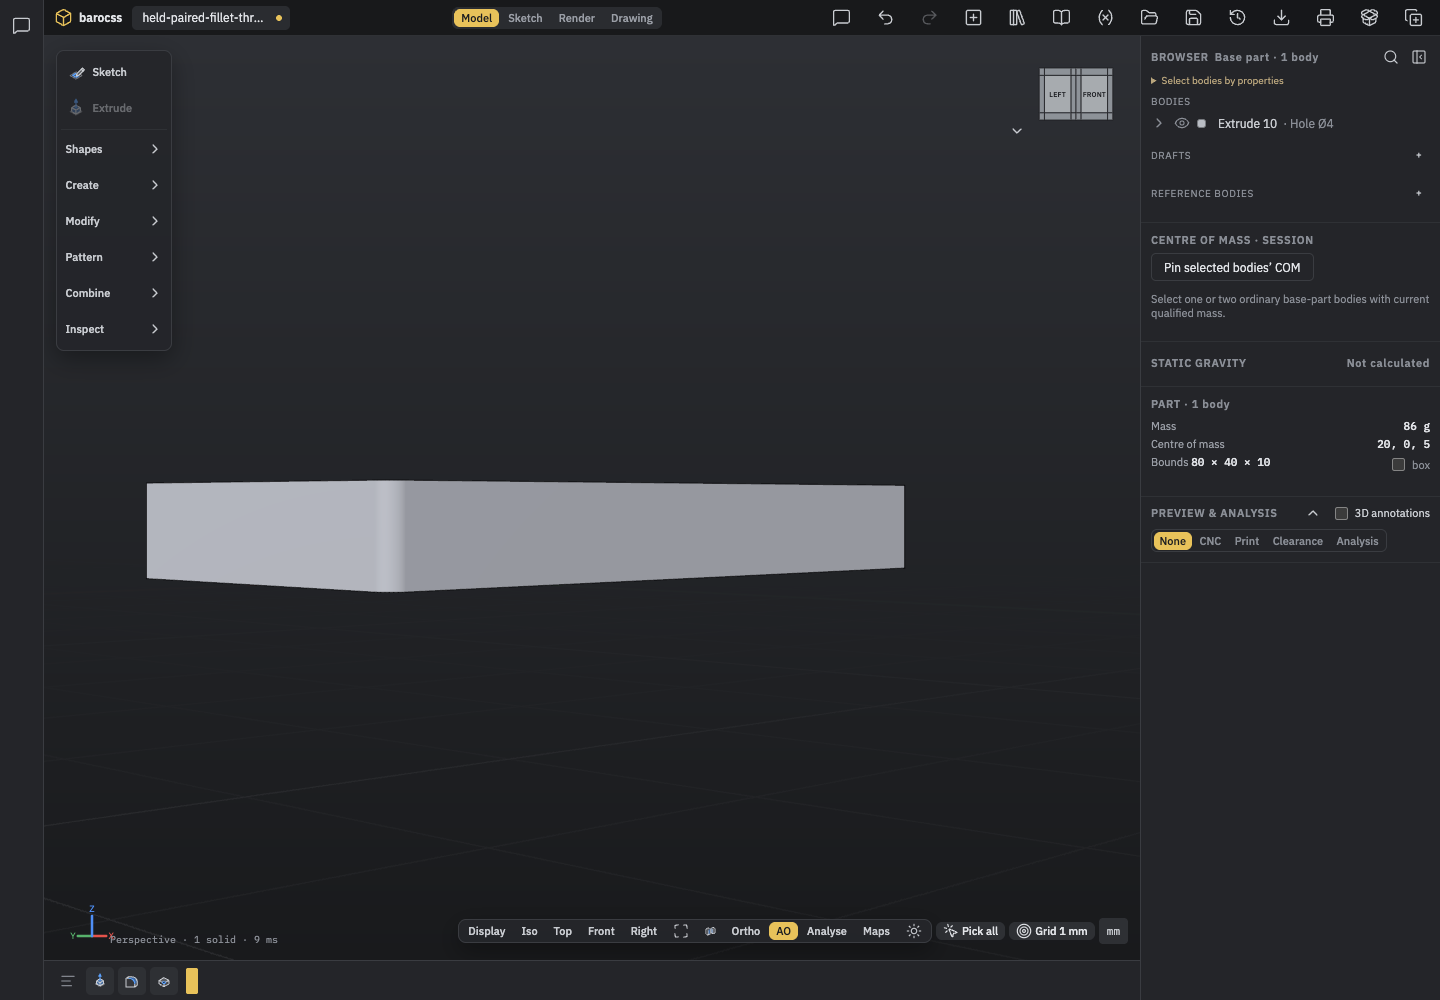 barocss
held-paired-fillet-thr...
Model
Sketch
Render
Drawing
Sketch
Extrude
Shapes
Create
Modify
Pattern
Combine
Inspect
LEFT
FRONT
BROWSER Base part · 1 body
Select bodies by properties
BODIES
Extrude 10 · Hole Ø4
DRAFTS
REFERENCE BODIES
CENTRE OF MASS · SESSION
Pin selected bodies’ COM
Select one or two ordinary base-part bodies with current
qualified mass.
STATIC GRAVITY Not calculated
PART · 1 body
Mass 86 g
Centre of mass 20, 0, 5
Bounds 80 × 40 × 10 box
PREVIEW & ANALYSIS 3D annotations
None CNC Print Clearance Analysis
Z
Y X
Perspective · 1 solid · 9 ms
Display Iso Top Front Right Ortho AO Analyse Maps Pick all Grid 1 mm mm